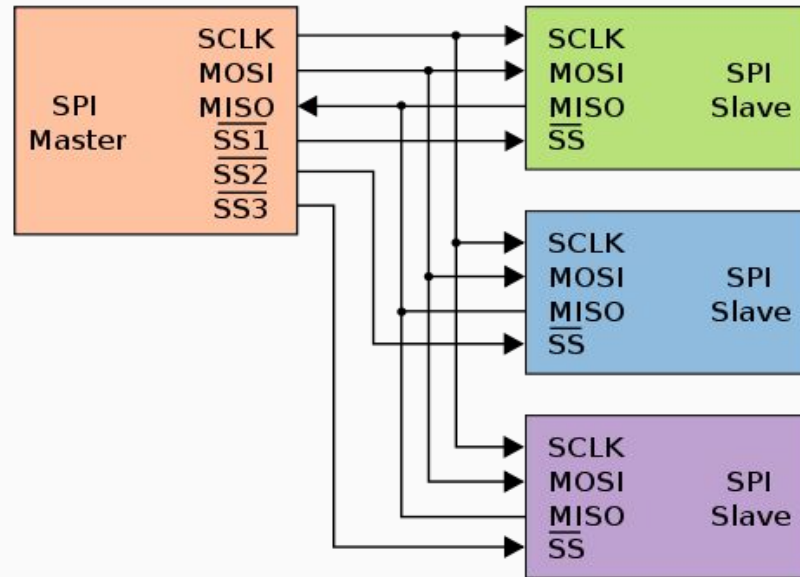 SPI
Master
SCLK
MOSI
MISO
SS1
SS2
SS3
SCLK
MOSI
MISO
SS
SPI
Slave
SCLK
MOSI
MISO
SS
SPI
Slave
SCLK
MOSI
MISO
SS
SPI
Slave